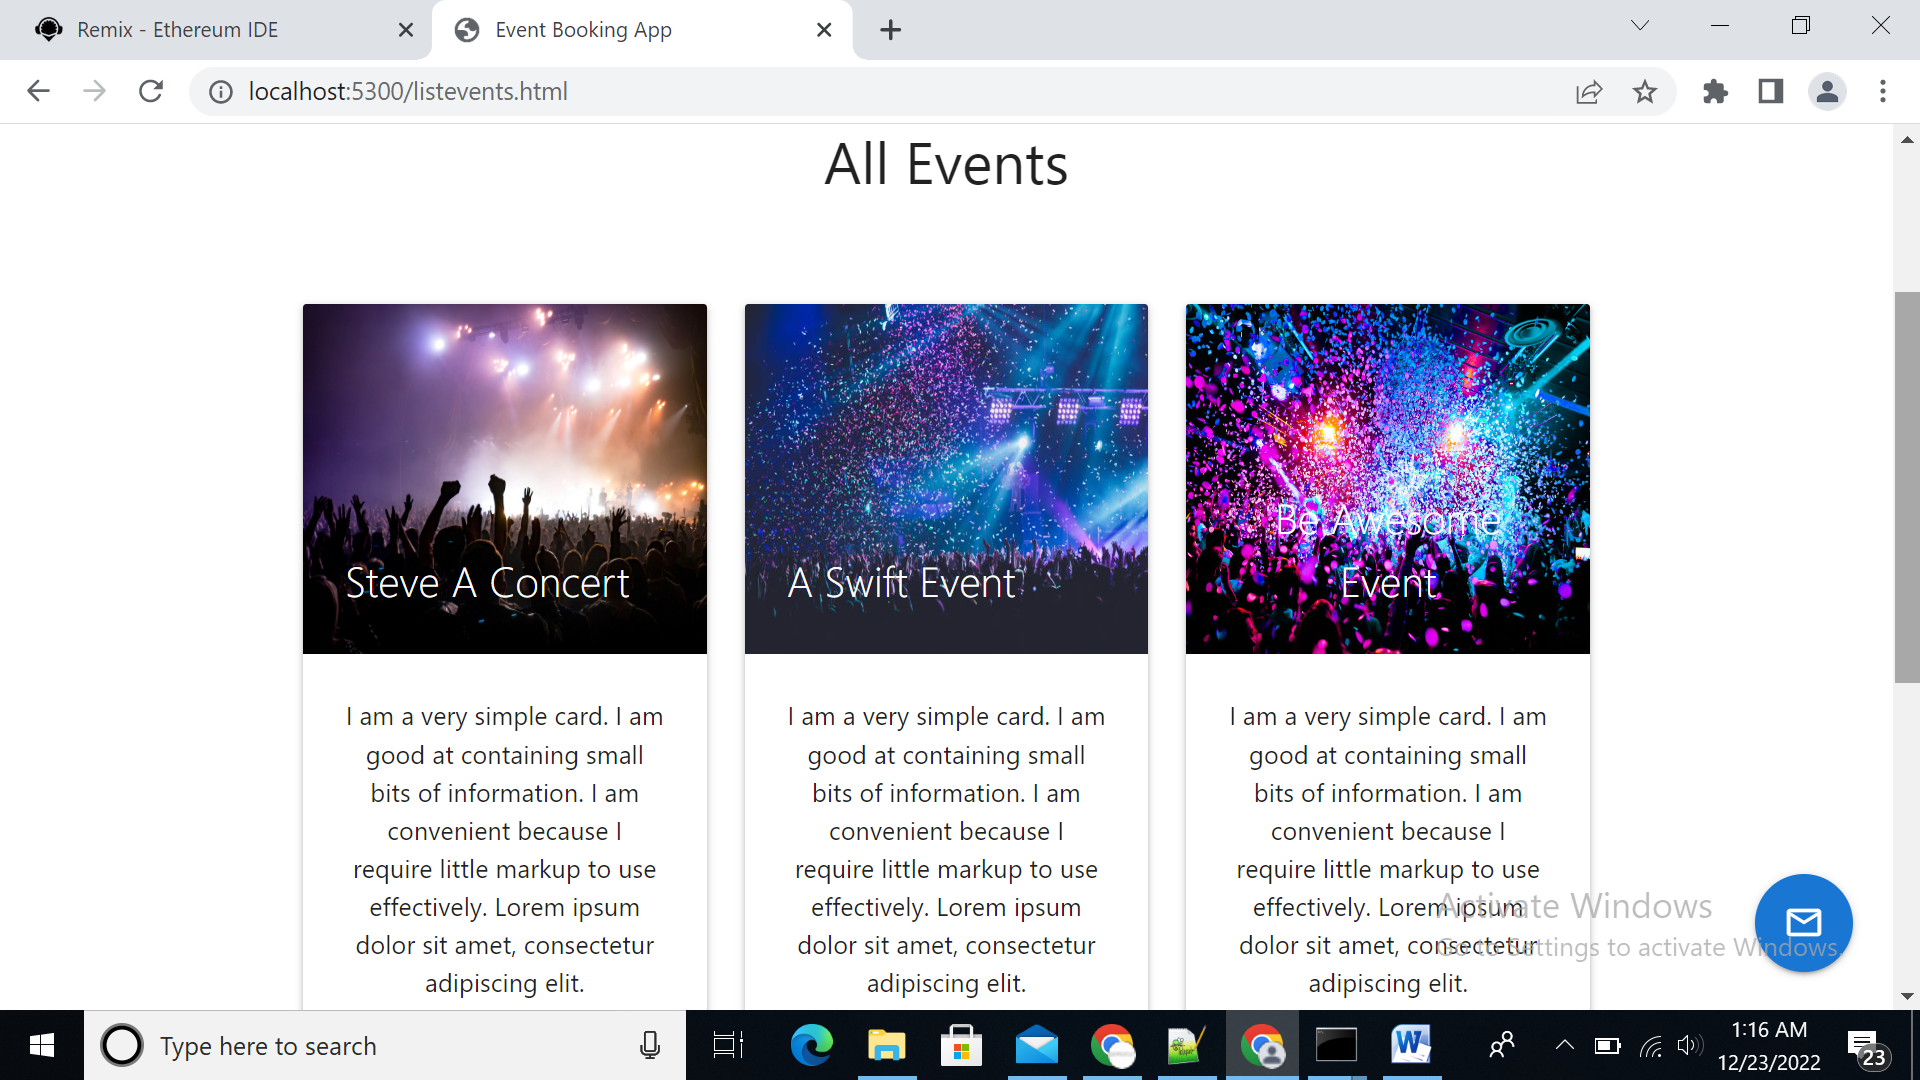 Remix - Ethereum IDE
Event Booking App
localhost:5300/listevents.html
All Events
Steve A Concert
A Swift Event
Be Awesome
Event
I am a very simple card. I am
good at containing small
bits of information. I am
convenient because I
require little markup to use
effectively. Lorem ipsum
dolor sit amet, consectetur
adipiscing elit.
I am a very simple card. I am
good at containing small
bits of information. I am
convenient because I
require little markup to use
effectively. Lorem ipsum
dolor sit amet, consectetur
adipiscing elit.
I am a very simple card. I am
good at containing small
bits of information. I am
convenient because I
require little markup to use
effectively. Lorem ipsum
dolor sit amet, consectetur
adipiscing elit.
Activate Windows
Go to Settings to activate Windows.
Type here to search
W
1:16 AM
12/23/2022
23